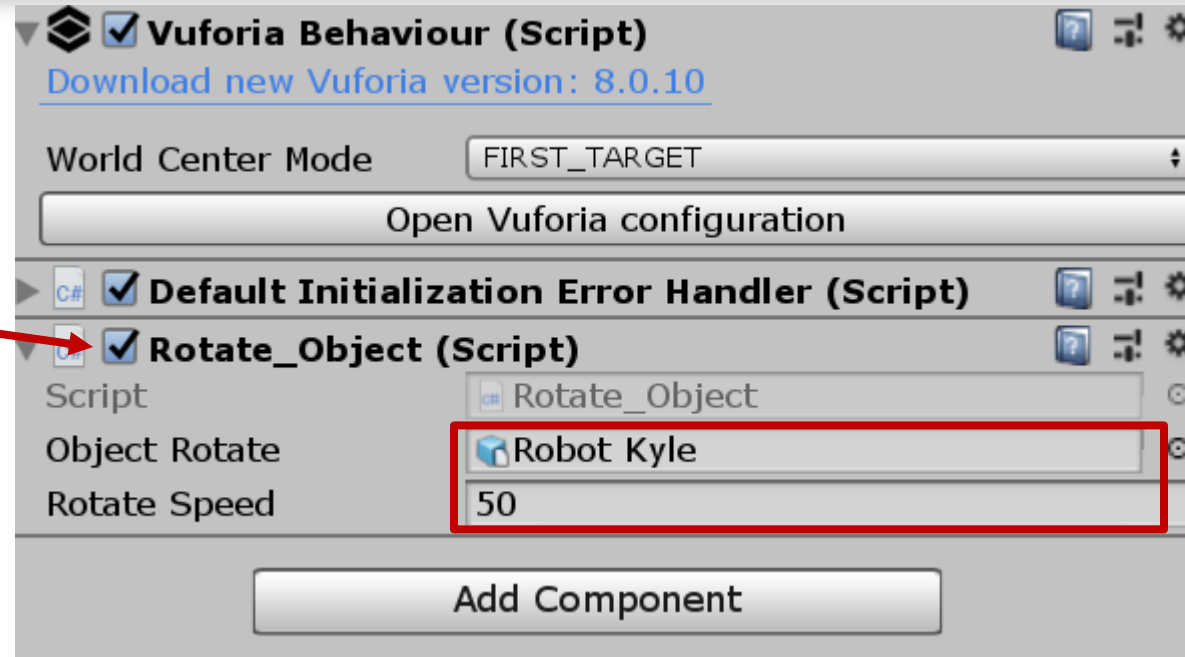 Vuforia Behaviour (Script)
Download new Vuforia version: 8.0.10
World Center Mode FIRST_TARGET
Open Vuforia configuration
C# Default Initialization Error Handler (Script)
Rotate_Object (Script)
Script Rotate_Object
Object Rotate Robot Kyle
Rotate Speed 50
Add Component